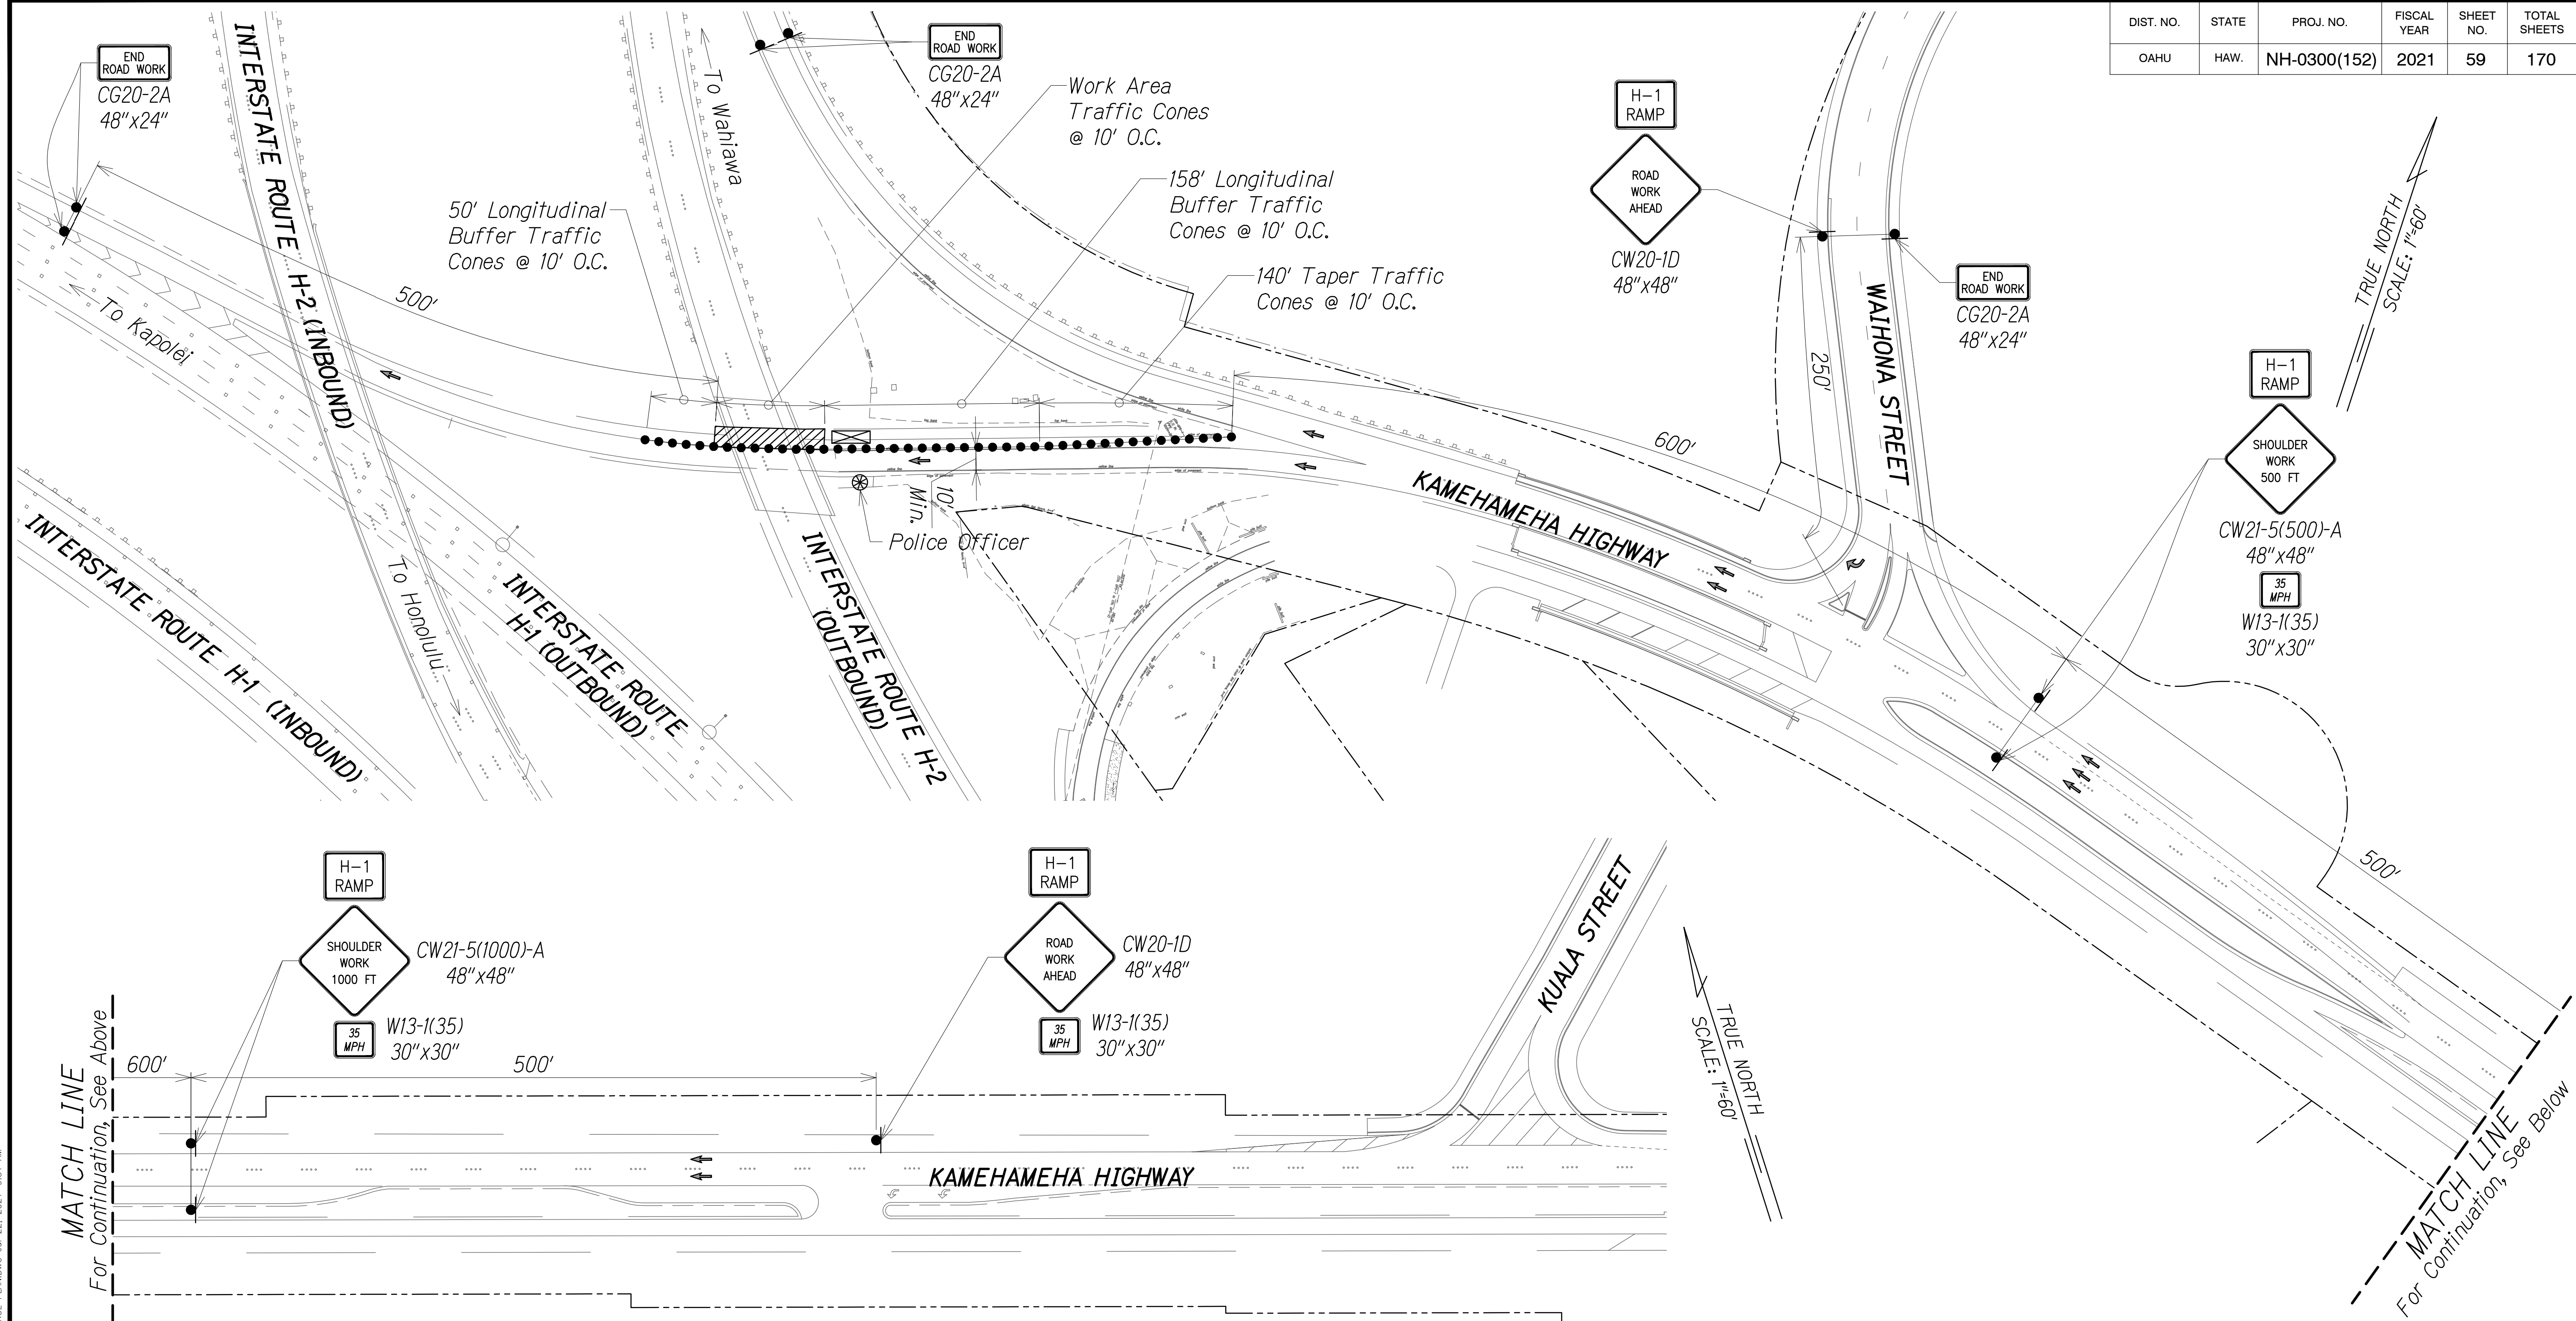 DIST. NO.
STATE
PROJ. NO.
FISCAL
YEAR
SHEET
NO.
TOTAL
SHEETS
OAHU
HAW.
NH-0300(152)
2021
59
170
END
ROAD WORK
CG20-2A
48"x24"
INTERSTATE ROUTE H-2 (INBOUND)
To Wahiawa
END
ROAD WORK
CG20-2A
48"x24"
Work Area
Traffic Cones
@ 10' O.C.
158' Longitudinal
Buffer Traffic
Cones @ 10' O.C.
50' Longitudinal
Buffer Traffic
Cones @ 10' O.C.
140' Taper Traffic
Cones @ 10' O.C.
500'
To Kapolei
H-1
RAMP
ROAD
WORK
AHEAD
CW20-1D
48"x48"
END
ROAD WORK
CG20-2A
48"x24"
WAIHONA STREET
250'
TRUE NORTH
SCALE: 1"=60'
H-1
RAMP
SHOULDER
WORK
500 FT
CW21-5(500)-A
48"x48"
35
MPH
W13-1(35)
30"x30"
600'
KAMEHAMEHA HIGHWAY
10'
Min.
Police Officer
INTERSTATE ROUTE H-1 (INBOUND)
To Honolulu
INTERSTATE ROUTE
H-1 (OUTBOUND)
INTERSTATE ROUTE H-2
(OUTBOUND)
500'
MATCH LINE
For Continuation, See Below
H-1
RAMP
SHOULDER
WORK
1000 FT
CW21-5(1000)-A
48"x48"
35
MPH
W13-1(35)
30"x30"
H-1
RAMP
ROAD
WORK
AHEAD
CW20-1D
48"x48"
35
MPH
W13-1(35)
30"x30"
KUALA STREET
TRUE NORTH
SCALE: 1"=60'
MATCH LINE
For Continuation, See Above
600'
500'
KAMEHAMEHA HIGHWAY